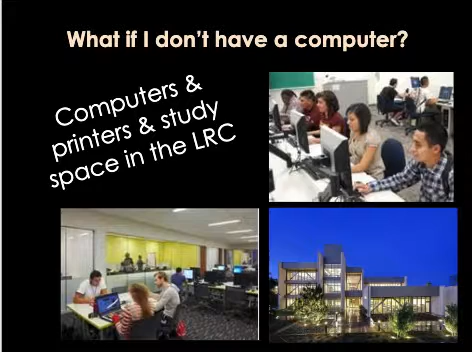 What if I don't have a computer?
Computers &
printers & study
space in the LRC